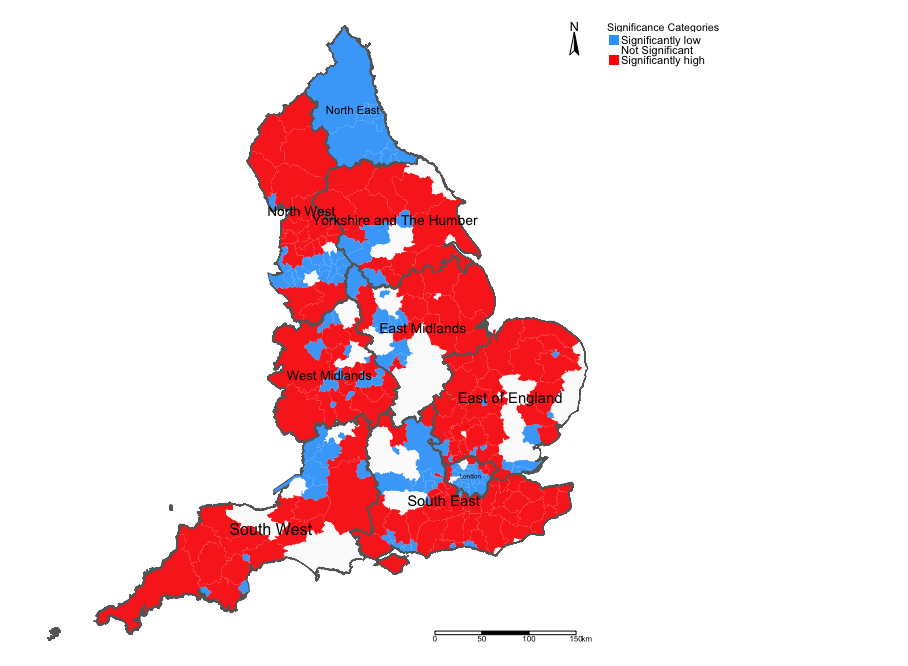 N
Significance Categories
Significantly low
Not Significant
Significantly high
North East
North West
Yorkshire and The Humber
East Midlands
West Midlands
East of England
London
South East
South West
0 50 100 150km